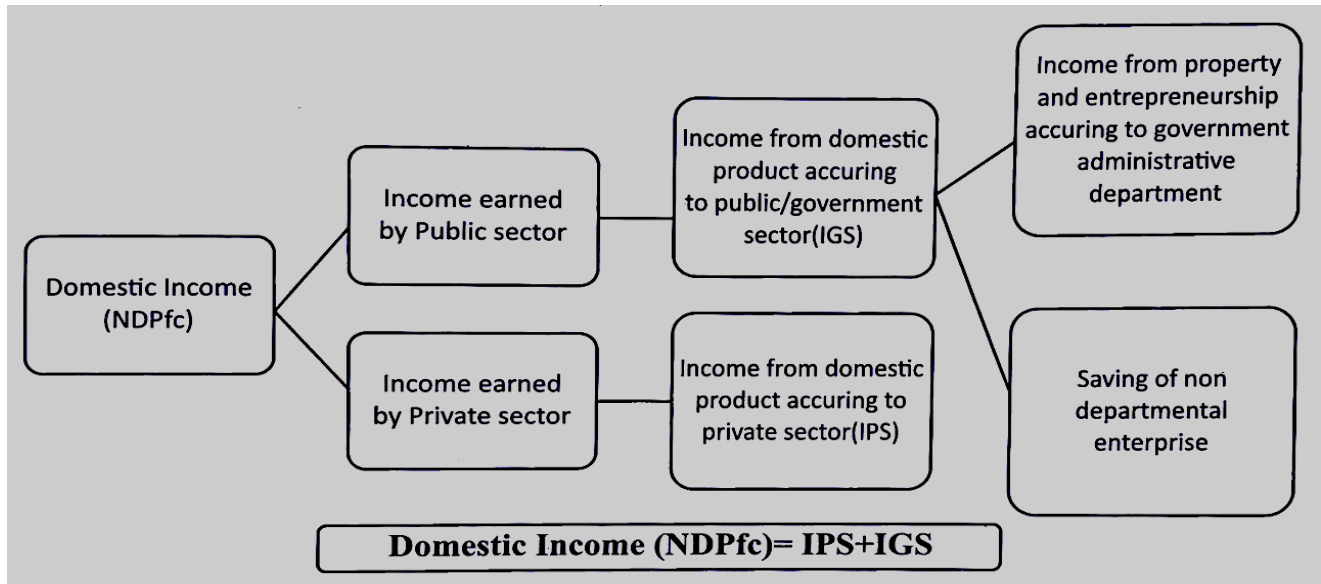 Domestic Income
(NDPfc)
Income earned
by Public sector
Income earned
by Private sector
Income from domestic
product accuring
to public/government
sector(IGS)
Income from domestic
product accuring to
private sector(IPS)
Income from property
and entrepreneurship
accuring to government
administrative
department
Saving of non
departmental
enterprise
Domestic Income (NDPfc)= IPS+IGS